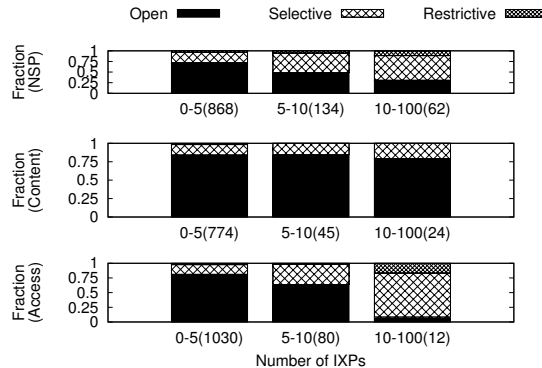 Open Selective Restrictive
Fraction
(NSP)
1
0.75
0.5
0.25
0
0-5(868) 5-10(134) 10-100(62)
Fraction
(Content)
1
0.75
0.5
0.25
0
0-5(774) 5-10(45) 10-100(24)
Fraction
(Access)
1
0.75
0.5
0.25
0
0-5(1030) 5-10(80) 10-100(12)
Number of IXPs